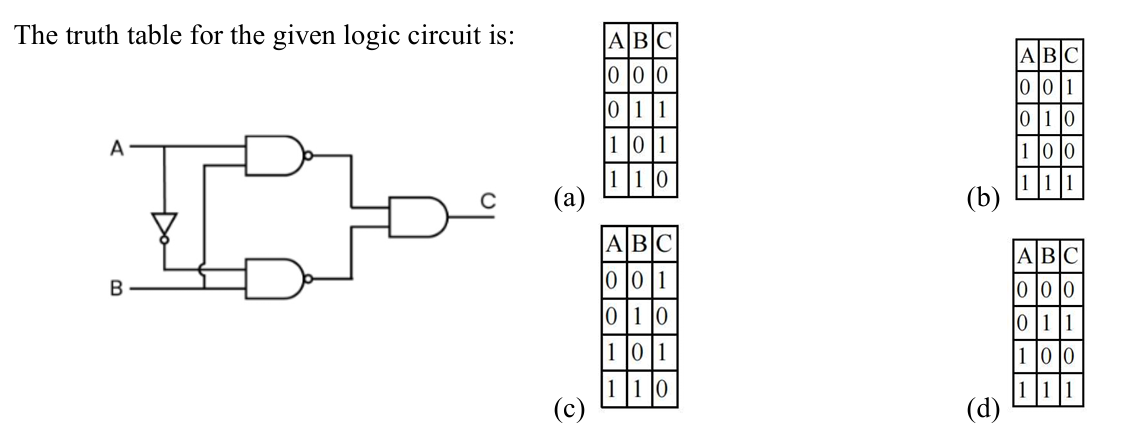 The truth table for the given logic circuit is:
A
B
C
(a)
A B C
0 0 0
0 1 1
1 0 1
1 1 0
(b)
A B C
0 0 1
0 1 0
1 0 0
1 1 1
(c)
A B C
0 0 1
0 1 0
1 0 1
1 1 0
(d)
A B C
0 0 0
0 1 1
1 0 0
1 1 1